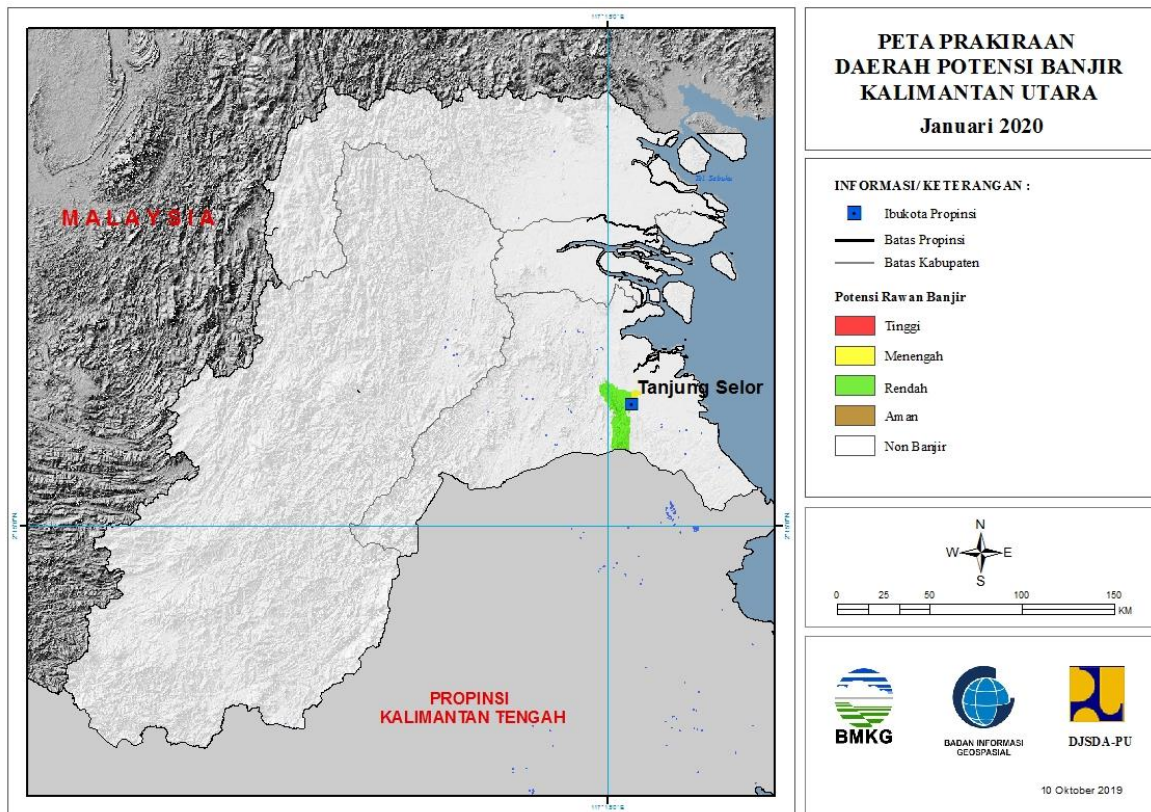 PETA PRAKIRAAN
DAERAH POTENSI BANJIR
KALIMANTAN UTARA
Januari 2020
INFORMASI/ KETERANGAN :
Ibukota Propinsi
Batas Propinsi
Batas Kabupaten
Potensi Rawan Banjir
Tinggi
Menengah
Rendah
Aman
Non Banjir
N
W E
S
0 25 50 100 150
KM
BMKG
BADAN INFORMASI
GEOSPASIAL
DJSDA-PU
10 Oktober 2019
MALAYSIA
Tanjung Selor
PROPINSI
KALIMANTAN TENGAH